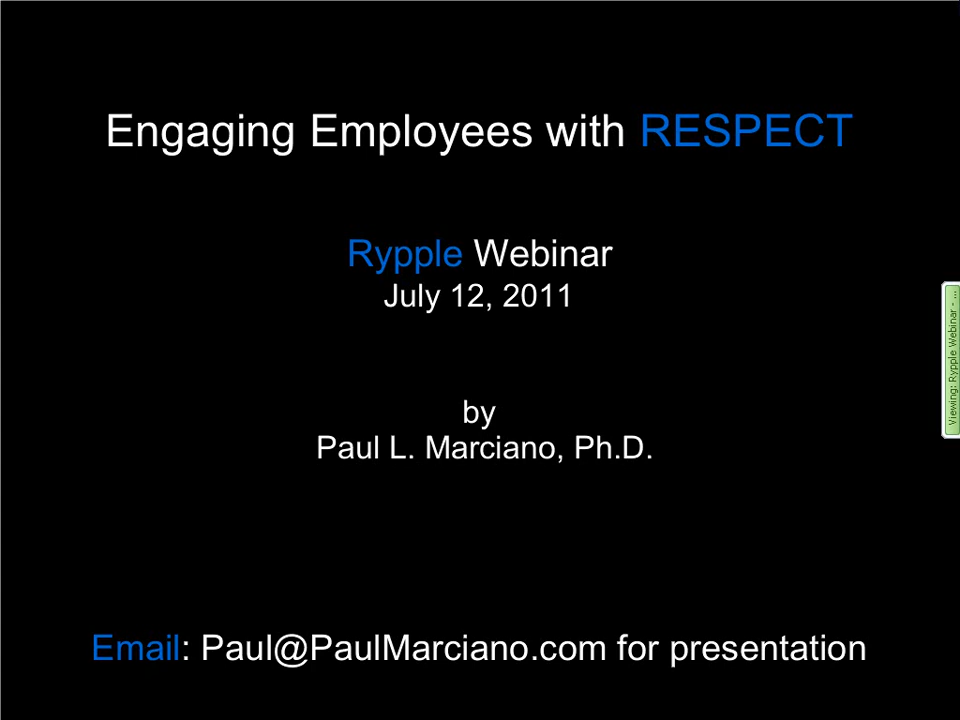 Engaging Employees with RESPECT
Rypple Webinar
July 12, 2011
by
Paul L. Marciano, Ph.D.
Email: Paul@PaulMarciano.com for presentation
Viewing: Rypple Webinar - ...